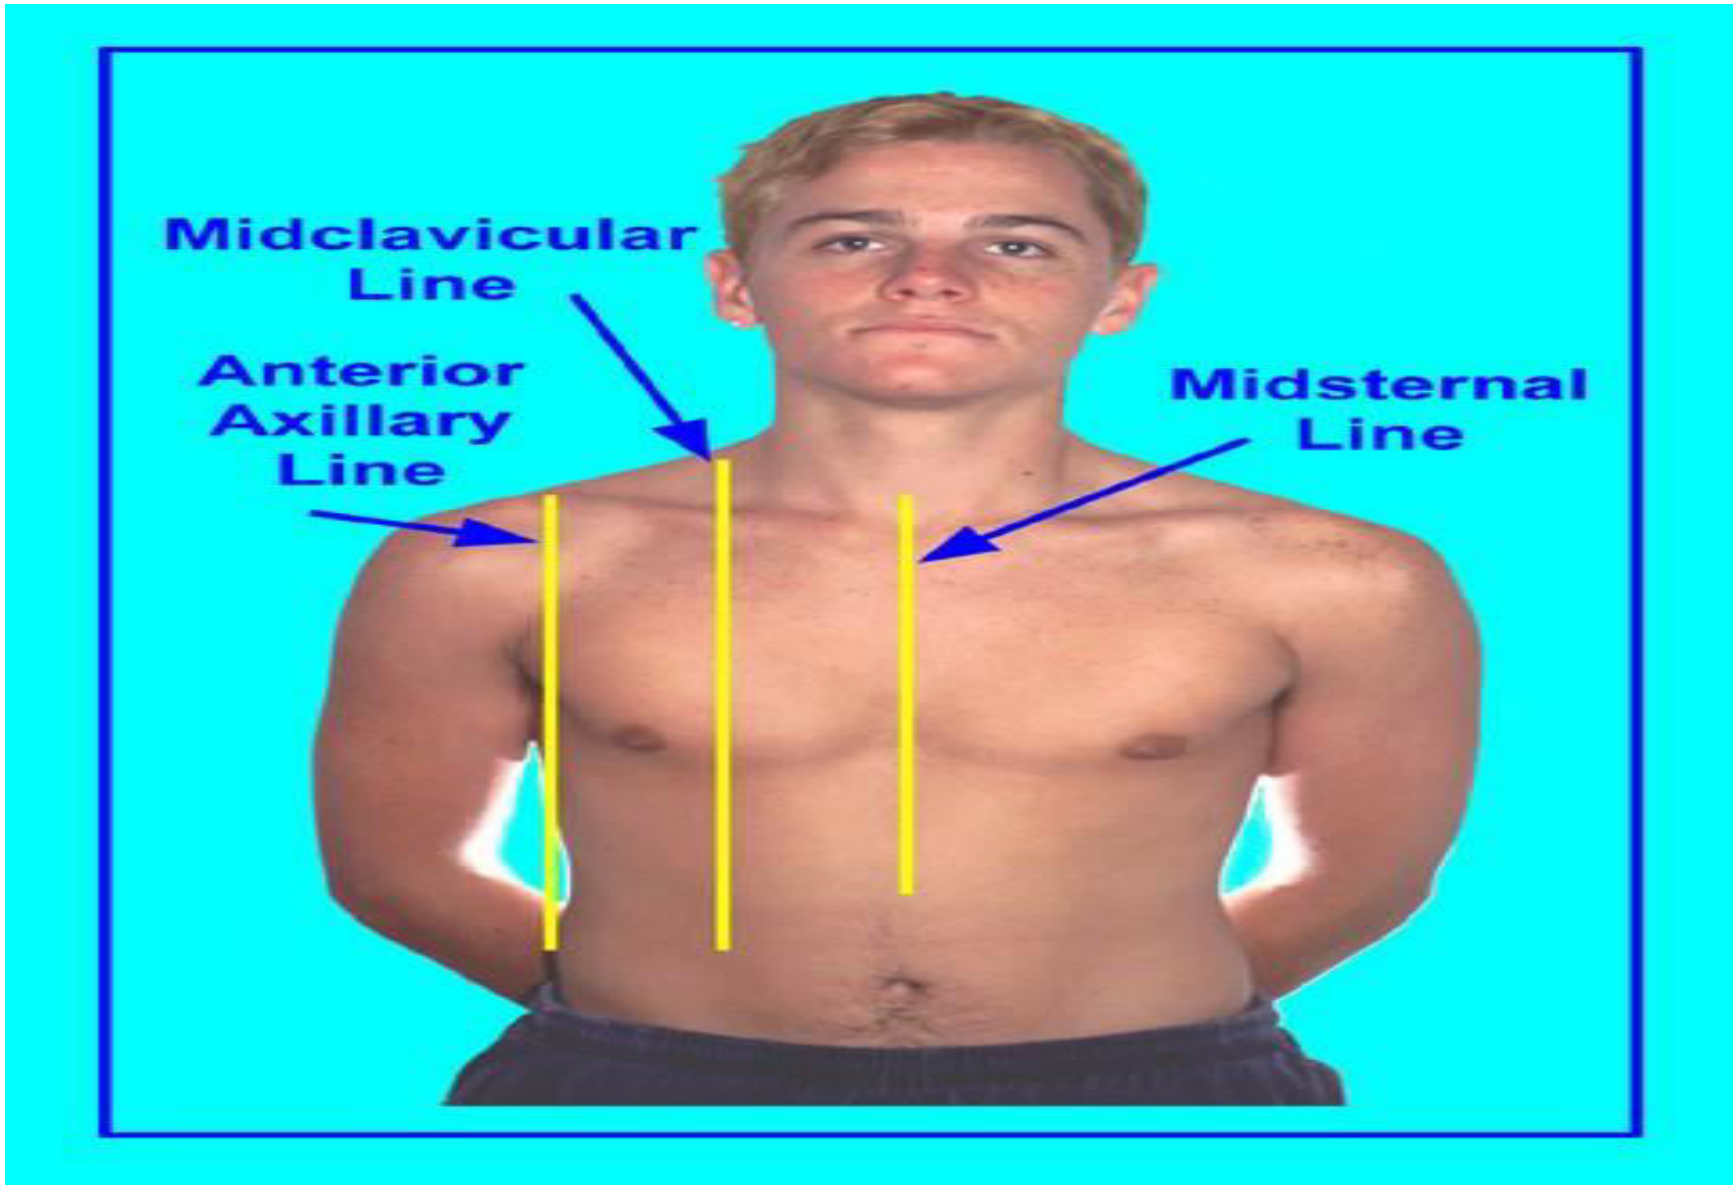 Midclavicular
Line
Anterior
Axillary
Line
Midsternal
Line